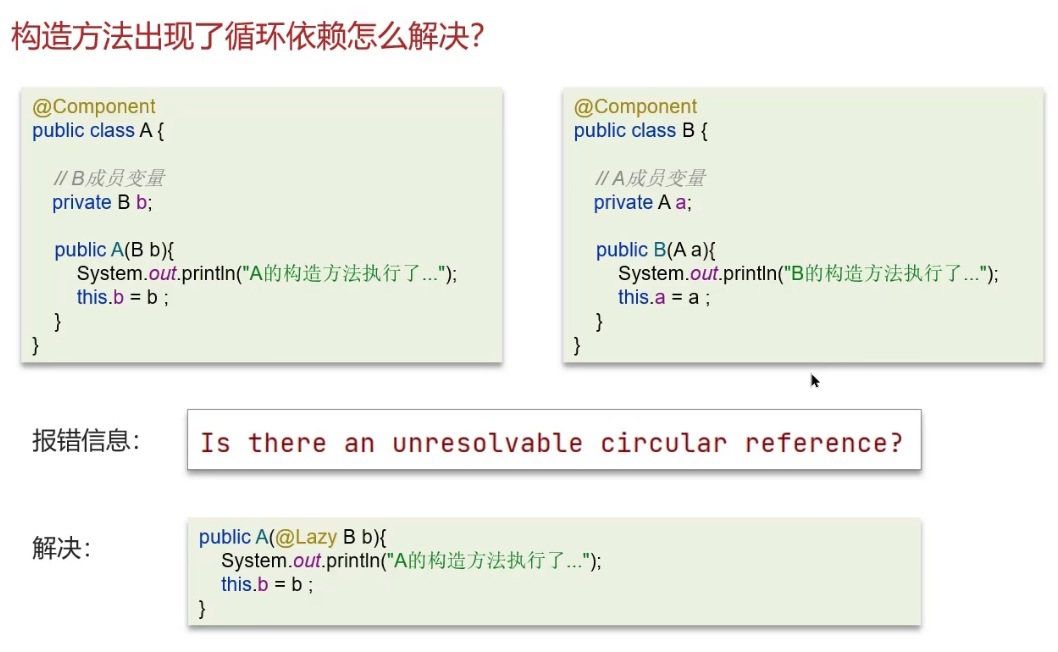 构造方法出现了循环依赖怎么解决？
@Component
public class A {
// B成员变量
private B b;
public A(B b){
System.out.println("A的构造方法执行了...");
this.b = b ;
}
}
@Component
public class B {
// A成员变量
private A a;
public B(A a){
System.out.println("B的构造方法执行了...");
this.a = a ;
}
}
报错信息：
Is there an unresolvable circular reference?
解决：
public A(@Lazy B b){
System.out.println("A的构造方法执行了...");
this.b = b ;
}